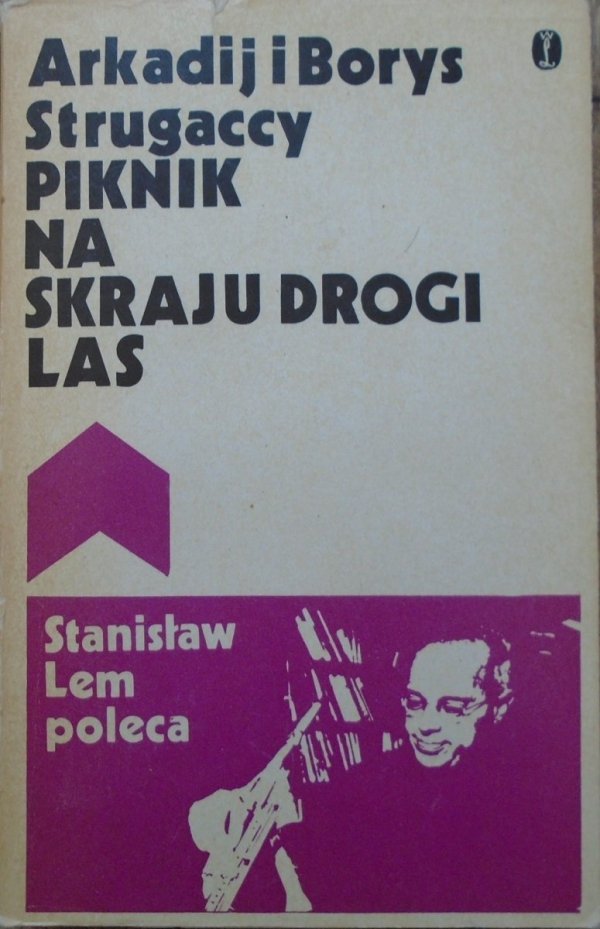 Arkadij i Borys
Strugaccy
PIKNIK
NA
SKRAJU DROGI
LAS
Stanisław
Lem
poleca